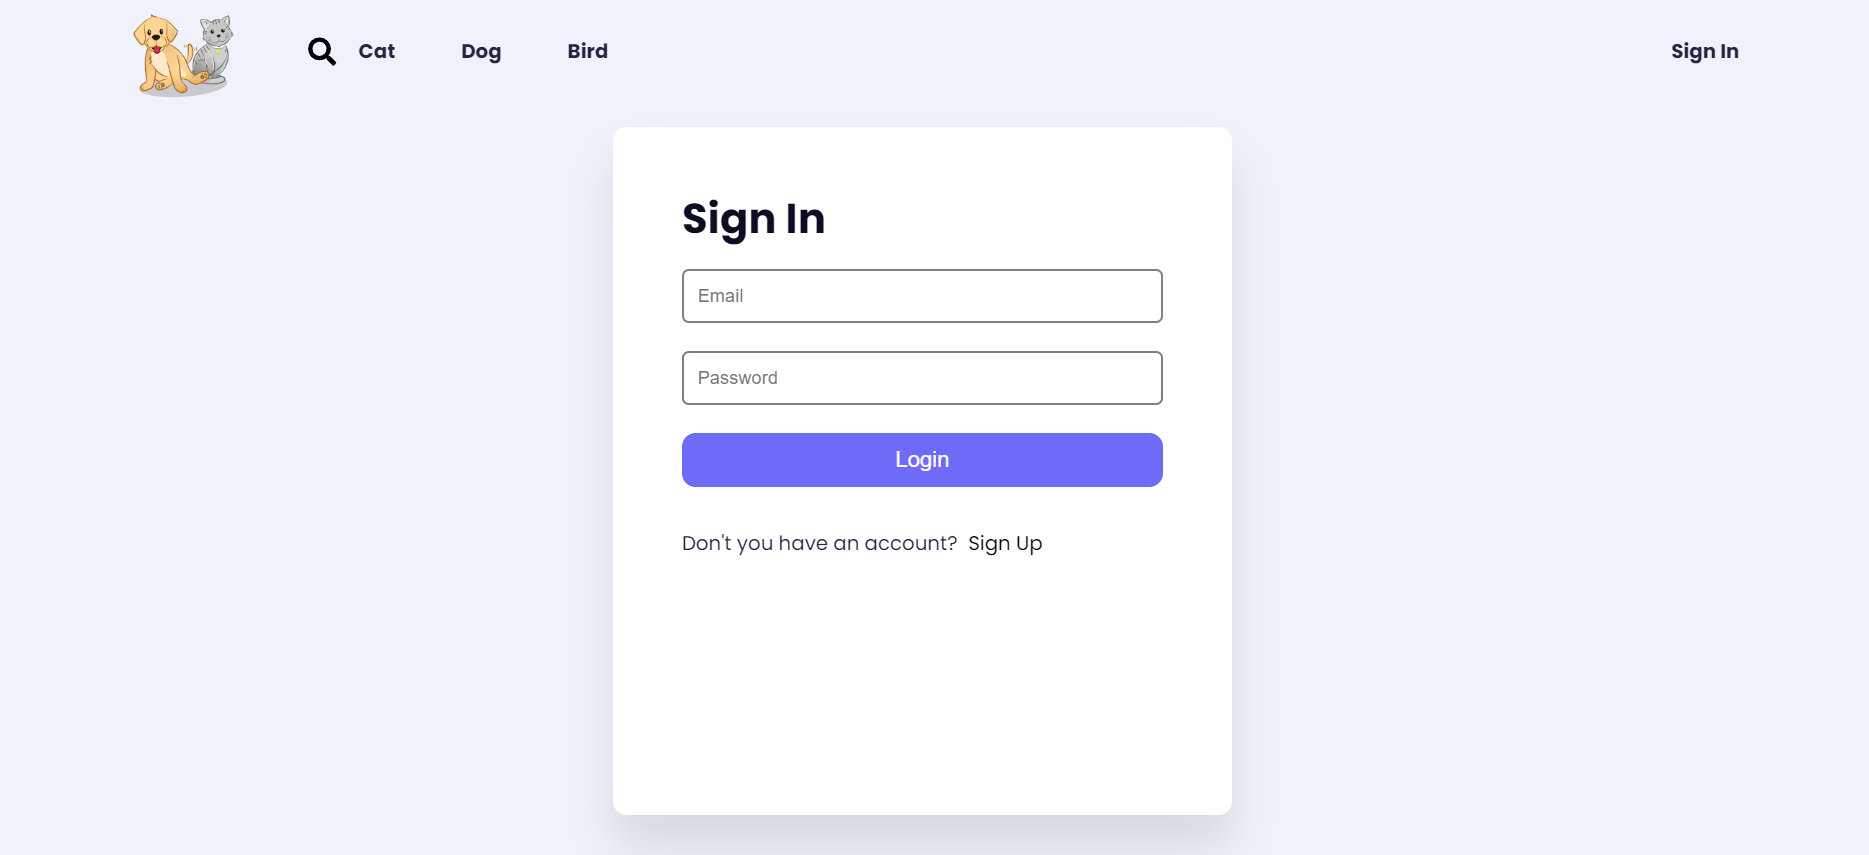 Cat Dog Bird Sign In
Sign In
Email
Password
Login
Don't you have an account? Sign Up